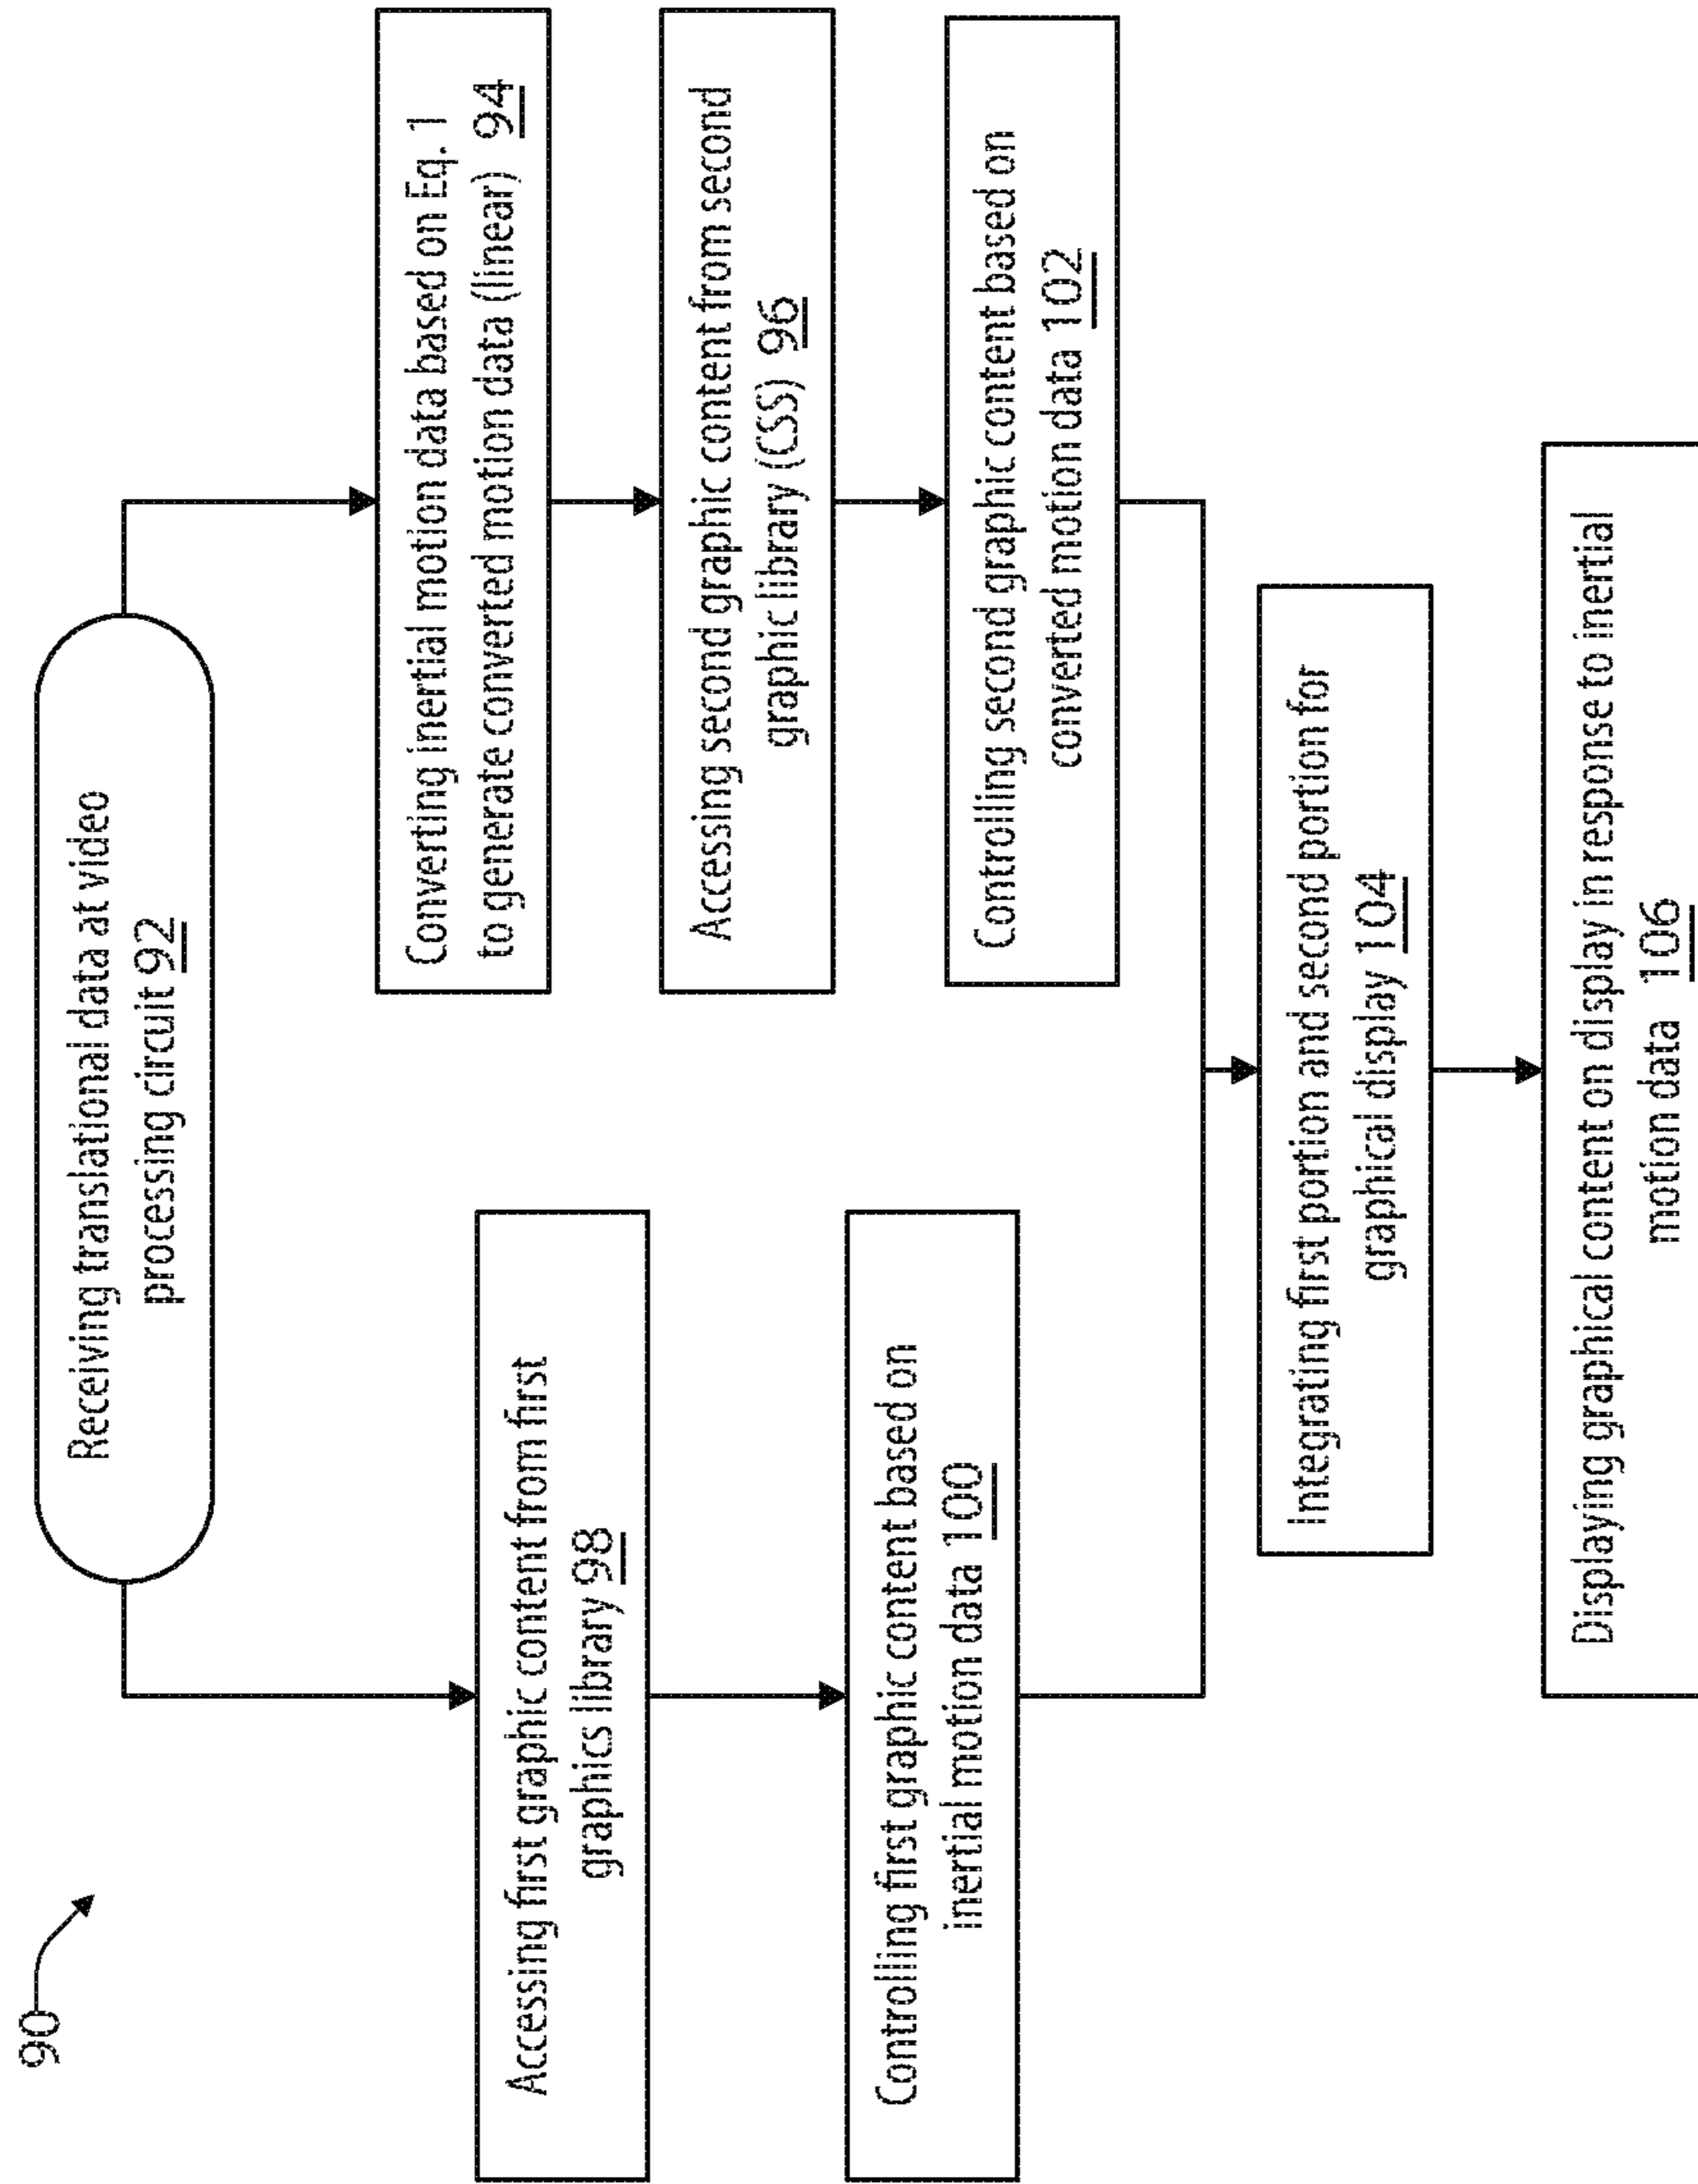 90
Receiving translational data at video
processing circuit 92
Accessing first graphic content from first
graphics library 98
Controlling first graphic content based on
inertial motion data 100
Converting inertial motion data based on Eq. 1
to generate converted motion data (linear) 94
Accessing second graphic content from second
graphic library (CSS) 96
Controlling second graphic content based on
converted motion data 102
Integrating first portion and second portion for
graphical display 104
Displaying graphical content on display in response to inertial
motion data 106